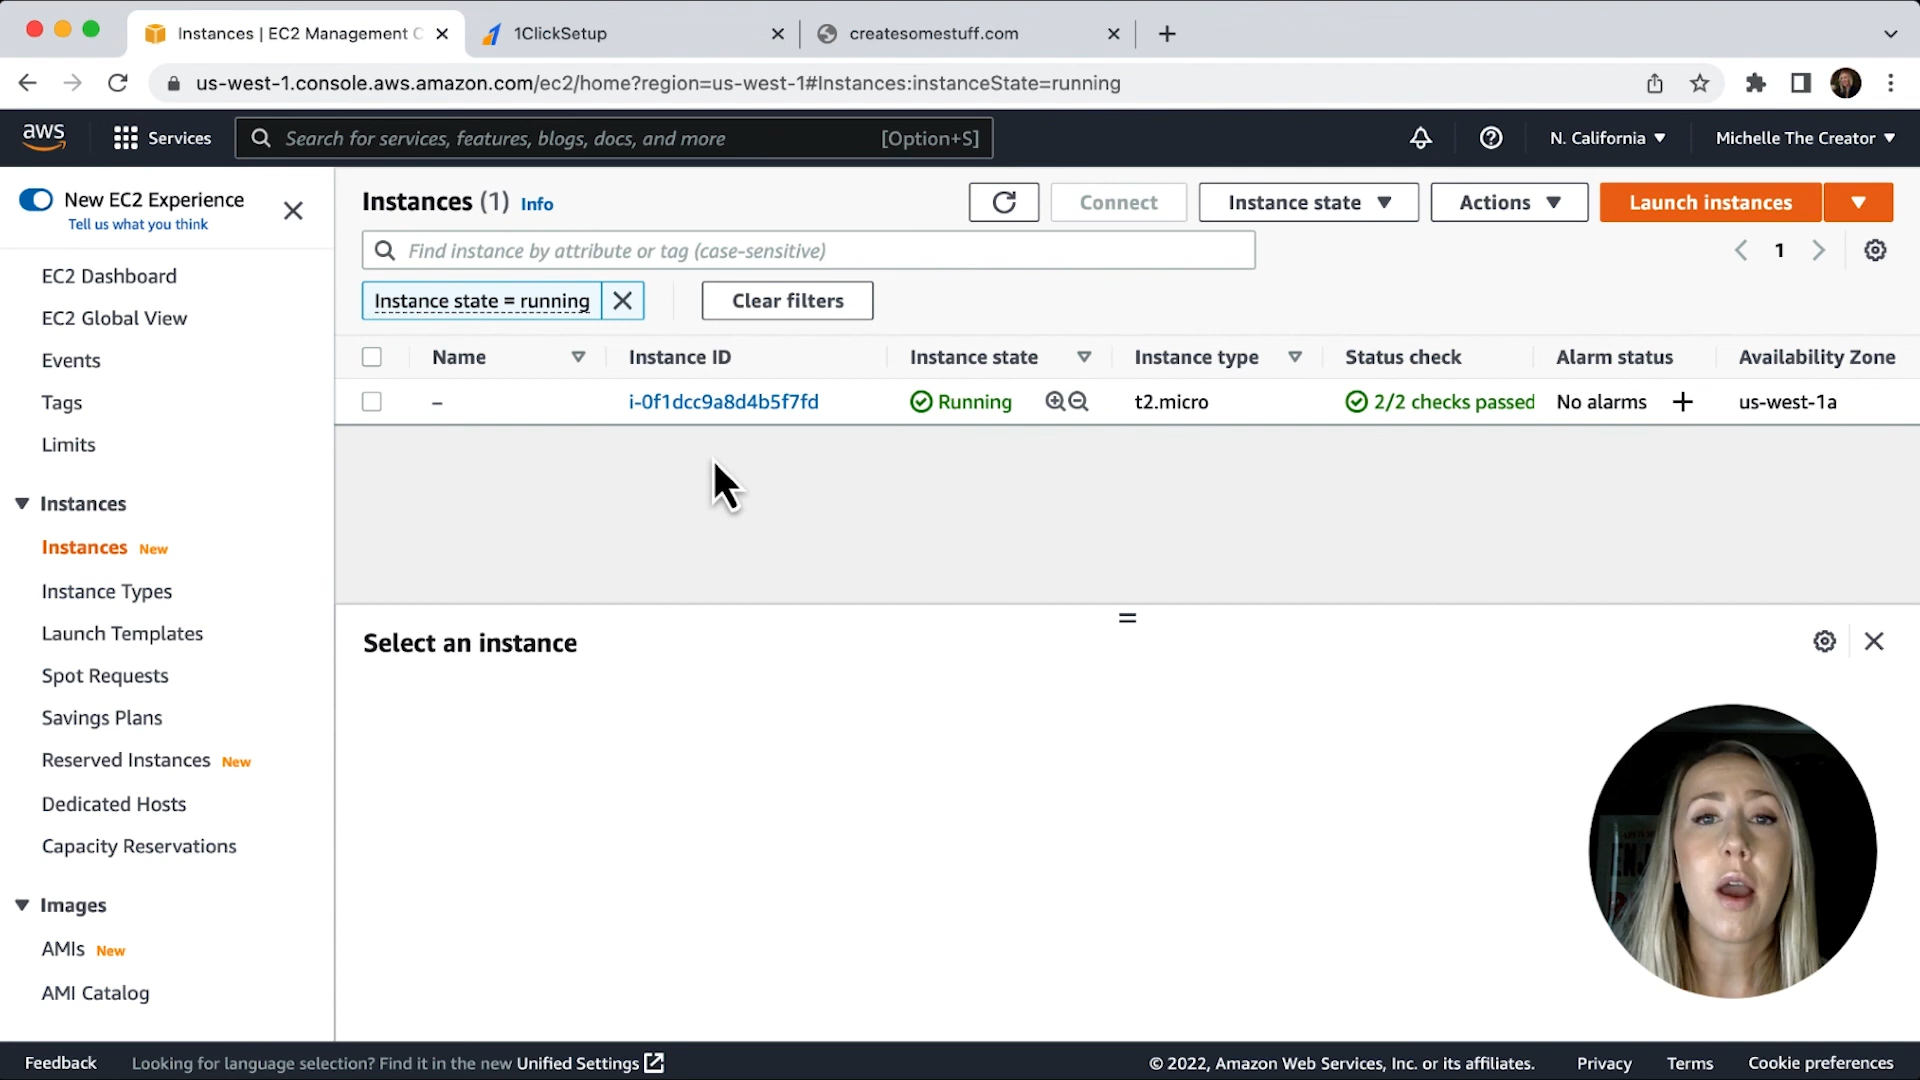 Instances | EC2 Management C
1ClickSetup
createsomestuff.com
us-west-1.console.aws.amazon.com/ec2/home?region=us-west-1#Instances:instanceState=running
aws
Services
Search for services, features, blogs, docs, and more
[Option+S]
N. California
Michelle The Creator
New EC2 Experience
Tell us what you think
EC2 Dashboard
EC2 Global View
Events
Tags
Limits
Instances
Instances New
Instance Types
Launch Templates
Spot Requests
Savings Plans
Reserved Instances New
Dedicated Hosts
Capacity Reservations
Images
AMIs New
AMI Catalog
Instances (1) Info
Connect
Instance state
Actions
Launch instances
Find instance by attribute or tag (case-sensitive)
1
Instance state = running
Clear filters
Name Instance ID Instance state Instance type Status check Alarm status Availability Zone
– i-0f1dcc9a8d4b5f7fd Running t2.micro 2/2 checks passed No alarms + us-west-1a
Select an instance
Feedback
Looking for language selection? Find it in the new Unified Settings
© 2022, Amazon Web Services, Inc. or its affiliates.
Privacy
Terms
Cookie preferences